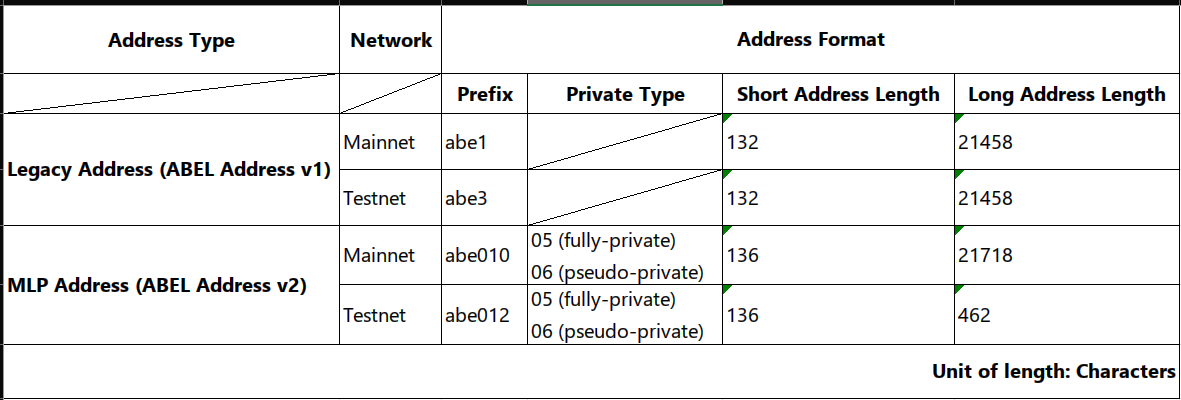 Address Type Network Address Format
Prefix Private Type Short Address Length Long Address Length
Legacy Address (ABEL Address v1)
Mainnet abe1 132 21458
Testnet abe3 132 21458
MLP Address (ABEL Address v2)
Mainnet abe010 05 (fully-private)
06 (pseudo-private) 136 21718
Testnet abe012 05 (fully-private)
06 (pseudo-private) 136 462
Unit of length: Characters